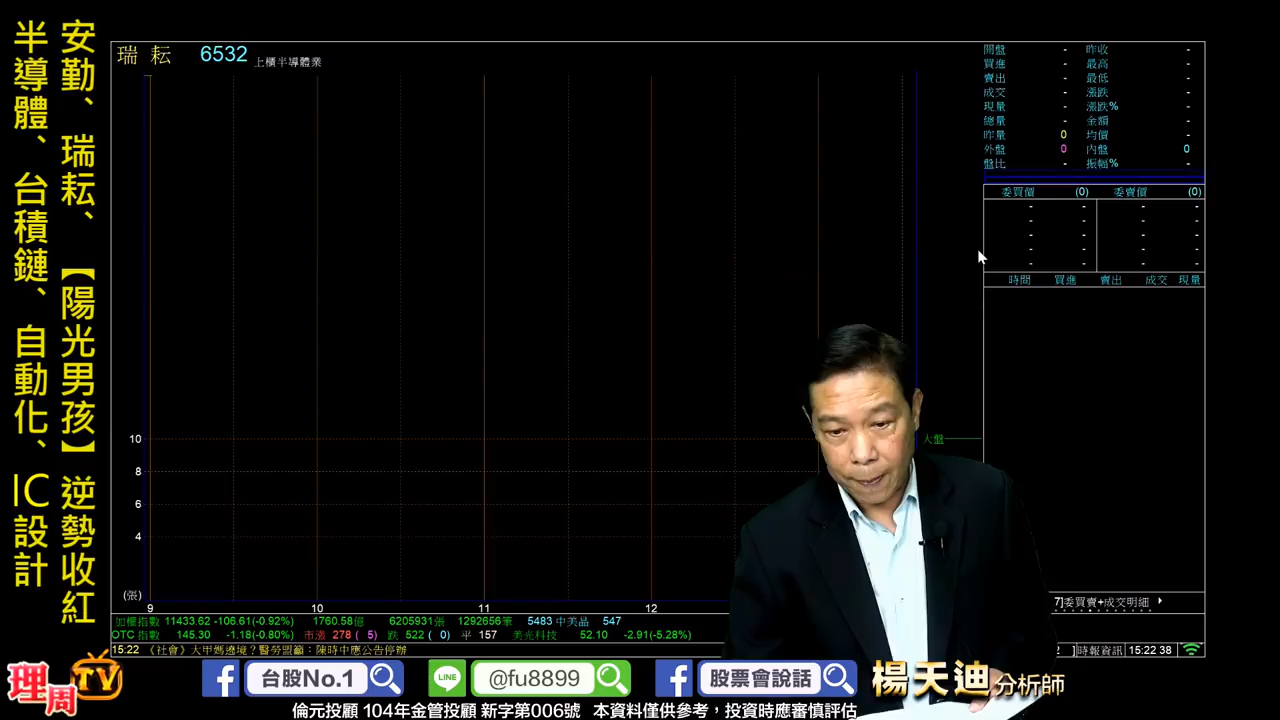 安勤、瑞耘、【陽光男孩】逆勢收紅
半導體、台積鏈、自動化、IC設計
瑞耘 6532 上櫃半導體業
開盤 - 昨收 -
買進 - 最高 -
賣出 - 最低 -
成交 - 漲跌 -
現量 - 漲跌% -
總量 - 金額 -
昨量 0 均價 -
外盤 0 內盤 0
盤比 - 振幅% -
委買價 (0) 委賣價 (0)
- - - -
- - - -
- - - -
- - - -
- - - -
時間 買進 賣出 成交 現量
10
大盤
8
6
4
(張)
9 10 11 12
7]委買賣+成交明細
加權指數 11433.62 -106.61(-0.92%) 1760.58億 6205931張 1292656筆 5483 中美晶 547
OTC指數 145.30 -1.18(-0.80%) 市漲 278 ( 5) 跌 522 ( 0) 平 157 美光科技 52.10 -2.91(-5.28%)
15:22 《社會》大甲媽遶境?醫勞盟籲:陳時中應公告停辦
2 ]時報資訊 15:22 38
理周TV
台股No.1
LINE @fu8899
股票會說話
楊天迪 分析師
倫元投顧 104年金管投顧 新字第006號 本資料僅供參考,投資時應審慎評估